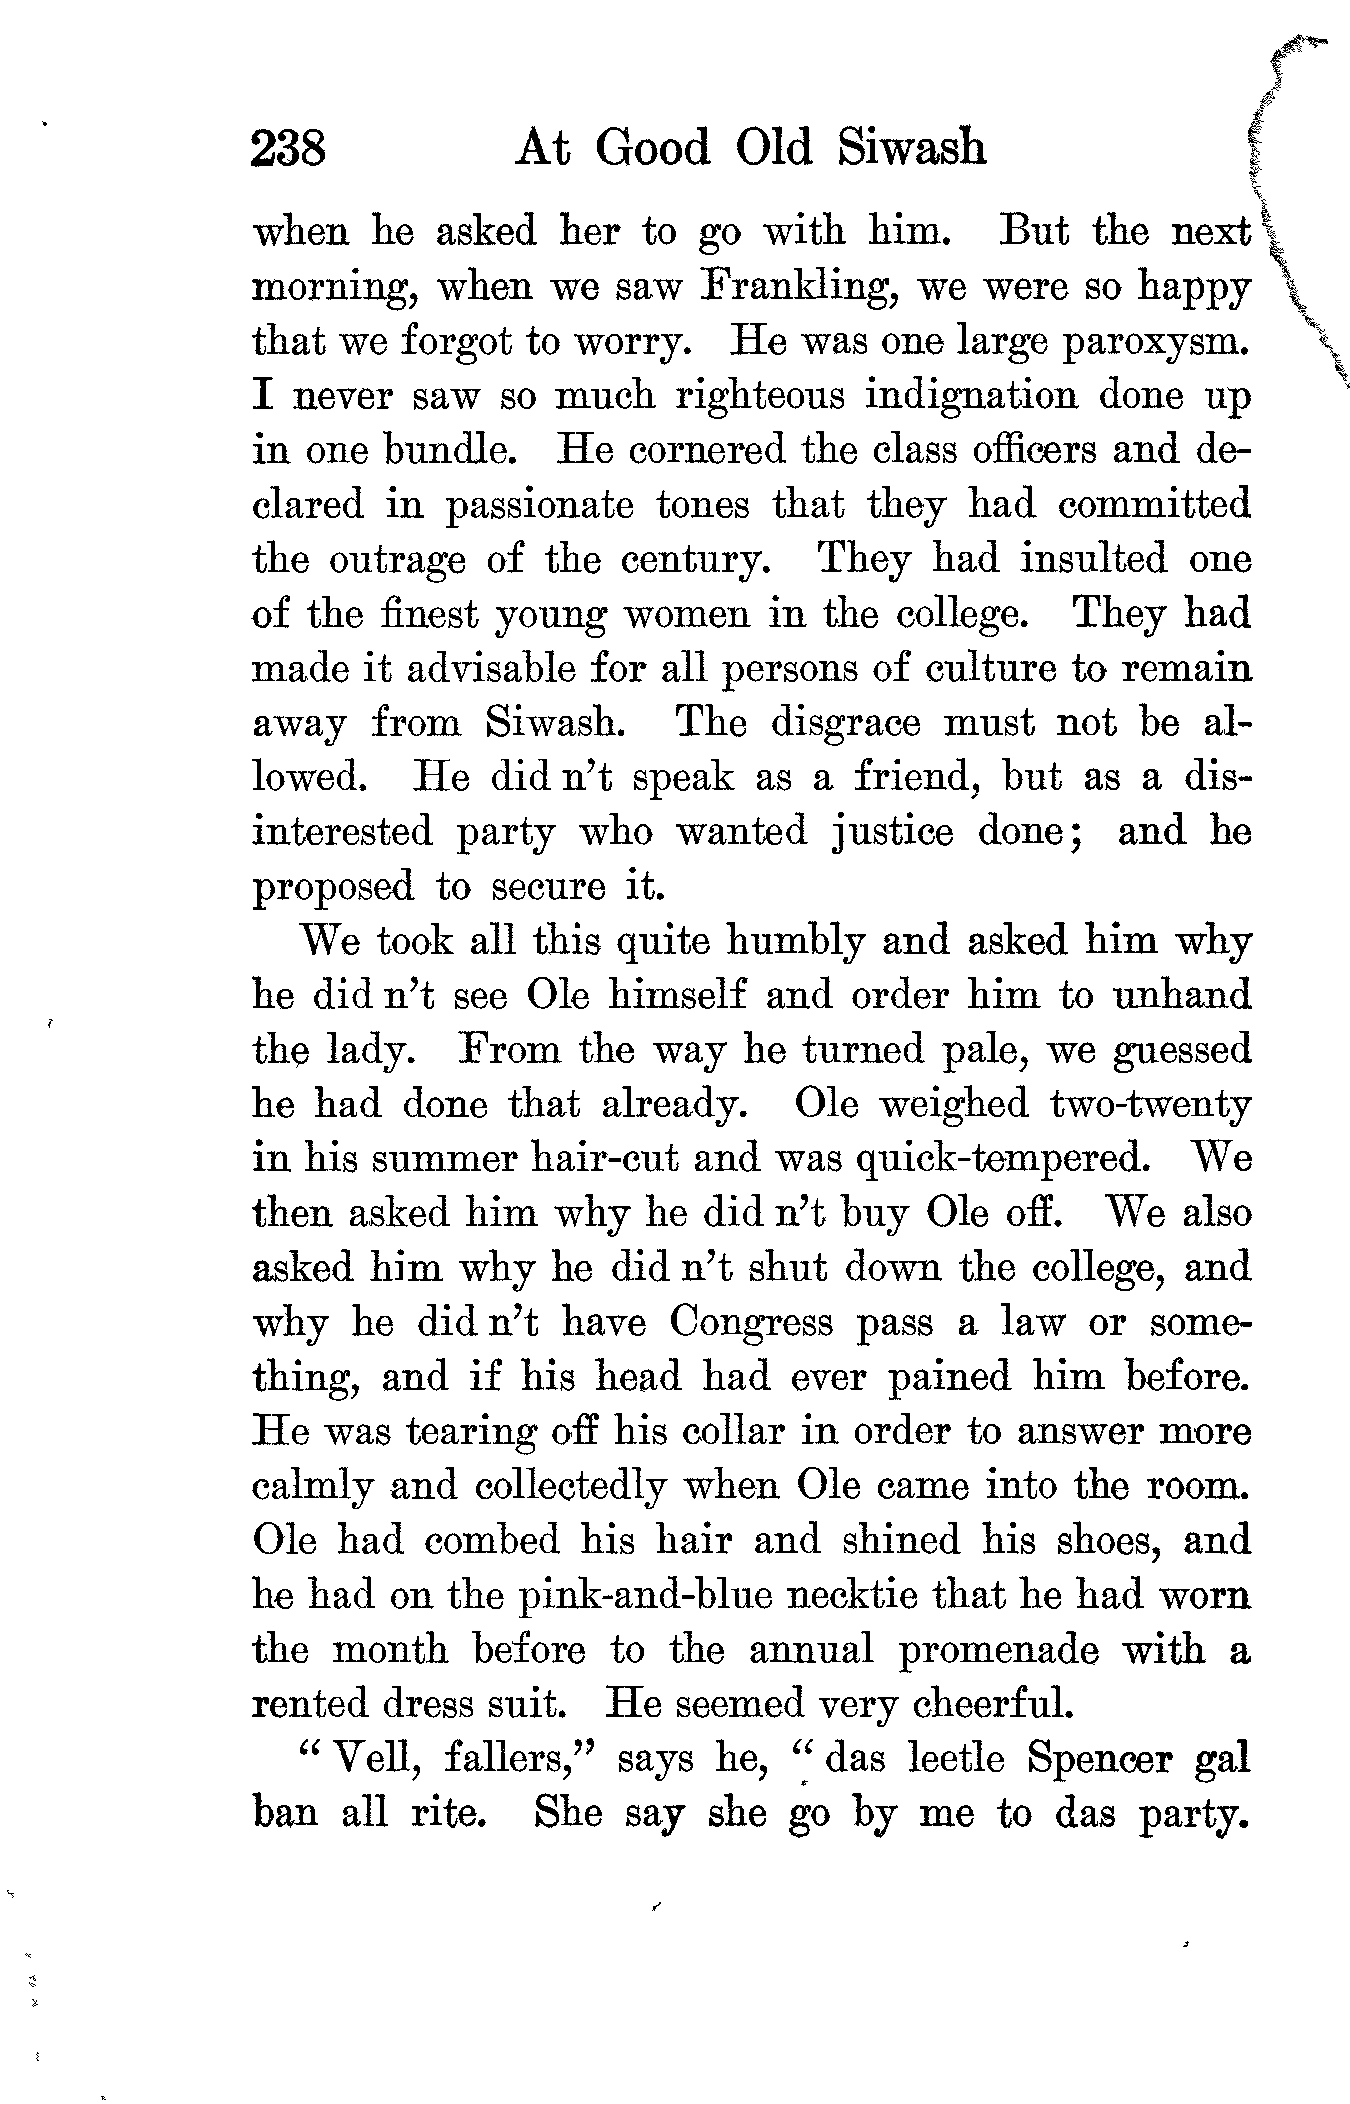 238 At Good Old Siwash
when he asked her to go with him. But the next
morning, when we saw Frankling, we were so happy
that we forgot to worry. He was one large paroxysm.
I never saw so much righteous indignation done up
in one bundle. He cornered the class officers and de-
clared in passionate tones that they had committed
the outrage of the century. They had insulted one
of the finest young women in the college. They had
made it advisable for all persons of culture to remain
away from Siwash. The disgrace must not be al-
lowed. He did n't speak as a friend, but as a dis-
interested party who wanted justice done; and he
proposed to secure it.
We took all this quite humbly and asked him why
he did n't see Ole himself and order him to unhand
the lady. From the way he turned pale, we guessed
he had done that already. Ole weighed two-twenty
in his summer hair-cut and was quick-tempered. We
then asked him why he did n't buy Ole off. We also
asked him why he did n't shut down the college, and
why he did n't have Congress pass a law or some-
thing, and if his head had ever pained him before.
He was tearing off his collar in order to answer more
calmly and collectedly when Ole came into the room.
Ole had combed his hair and shined his shoes, and
he had on the pink-and-blue necktie that he had worn
the month before to the annual promenade with a
rented dress suit. He seemed very cheerful.
“ Vell, fallers,” says he, “ das leetle Spencer gal
ban all rite. She say she go by me to das party.